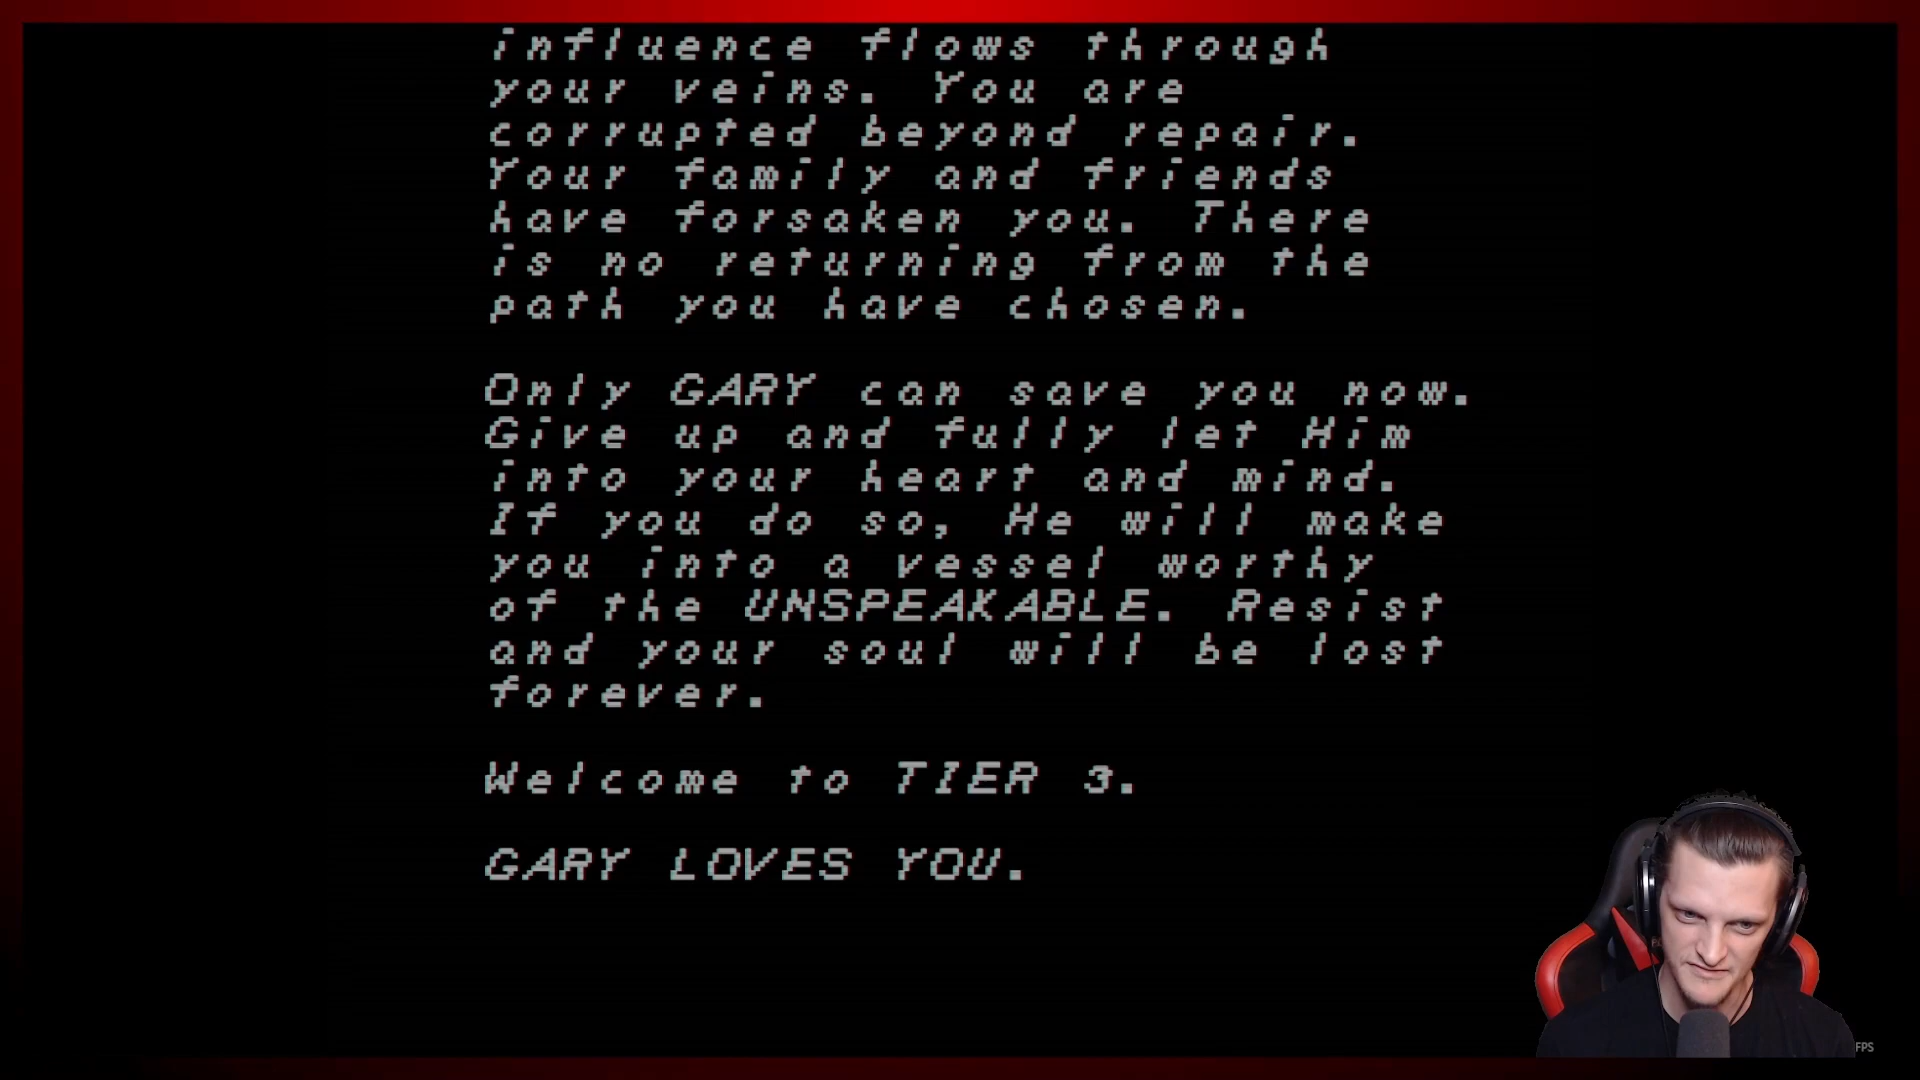 influence flows through
your veins. You are
corrupted beyond repair.
Your family and friends
have forsaken you. There
is no returning from the
path you have chosen.
Only GARY can save you now.
Give up and fully let Him
into your heart and mind.
If you do so, He will make
you into a vessel worthy
of the UNSPEAKABLE. Resist
and your soul will be lost
forever.
Welcome to TIER 3.
GARY LOVES YOU.
FPS